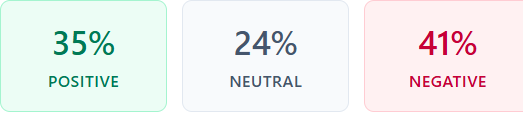 35%
POSITIVE
24%
NEUTRAL
41%
NEGATIVE